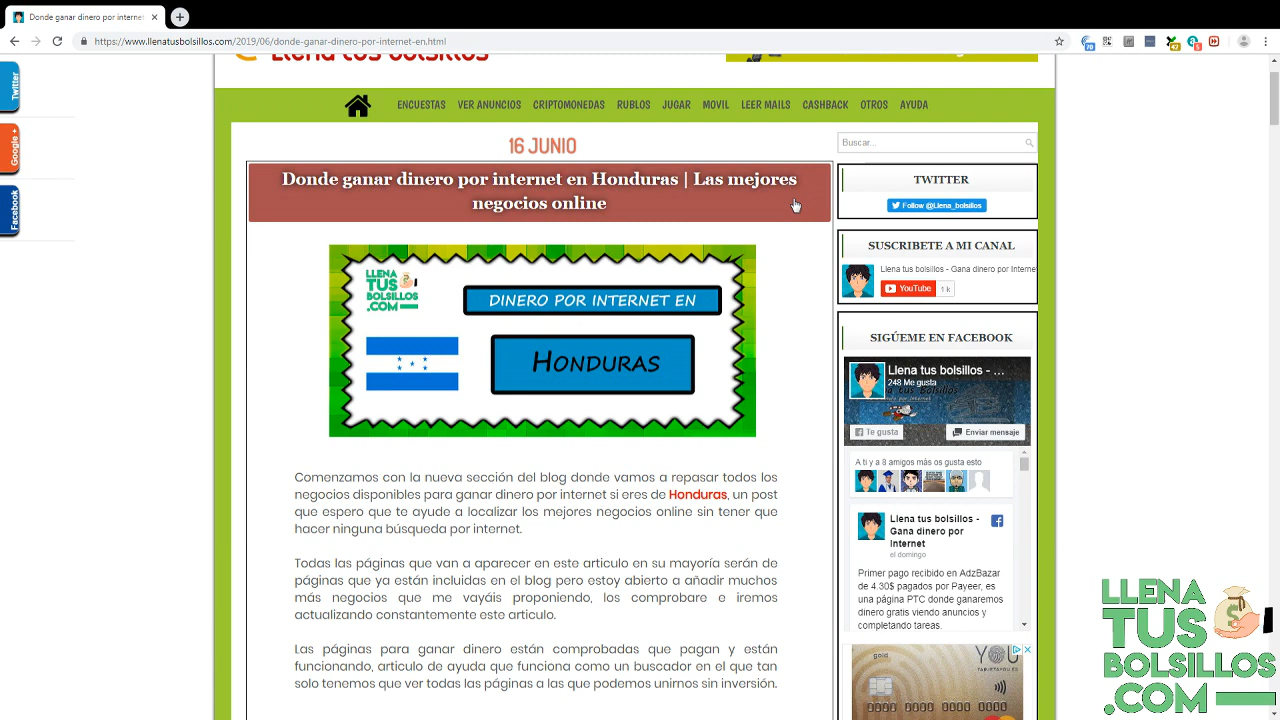 Donde ganar dinero por internet
https://www.llenatusbolsillos.com/2019/06/donde-ganar-dinero-por-internet-en.html
Llena tus bolsillos
Twitter
Google +
Facebook
ENCUESTAS VER ANUNCIOS CRIPTOMONEDAS RUBLOS JUGAR MOVIL LEER MAILS CASHBACK OTROS AYUDA
16 JUNIO
Donde ganar dinero por internet en Honduras | Las mejores
negocios online
LLENA
TUS
BOLSILLOS
.COM
DINERO POR INTERNET EN
HONDURAS
Comenzamos con la nueva sección del blog donde vamos a repasar todos los
negocios disponibles para ganar dinero por internet si eres de Honduras, un post
que espero que te ayude a localizar los mejores negocios online sin tener que
hacer ninguna búsqueda por internet.
Todas las páginas que van a aparecer en este articulo en su mayoría serán de
páginas que ya están incluidas en el blog pero estoy abierto a añadir muchos
más negocios que me vayáis proponiendo, los comprobare e iremos
actualizando constantemente este articulo.
Las páginas para ganar dinero están comprobadas que pagan y están
funcionando, articulo de ayuda que funciona como un buscador en el que tan
solo tenemos que ver todas las páginas a las que podemos unirnos sin inversión.
Buscar...
TWITTER
Follow @Llena_bolsillos
SUSCRIBETE A MI CANAL
Llena tus bolsillos - Gana dinero por Interne
YouTube 1 k
SIGÚEME EN FACEBOOK
Llena tus bolsillos - ...
248 Me gusta
Te gusta
Enviar mensaje
A ti y a 8 amigos más os gusta esto
Llena tus bolsillos -
Gana dinero por
Internet
el domingo
Primer pago recibido en AdzBazar
de 4.30$ pagados por Payeer, es
una página PTC donde ganaremos
dinero gratis viendo anuncios y
completando tareas.
gold
YOU
TARJETAYOU.ES
0000 0000 0000 0000
LLENA
TUS
BOLSILLOS
.COM